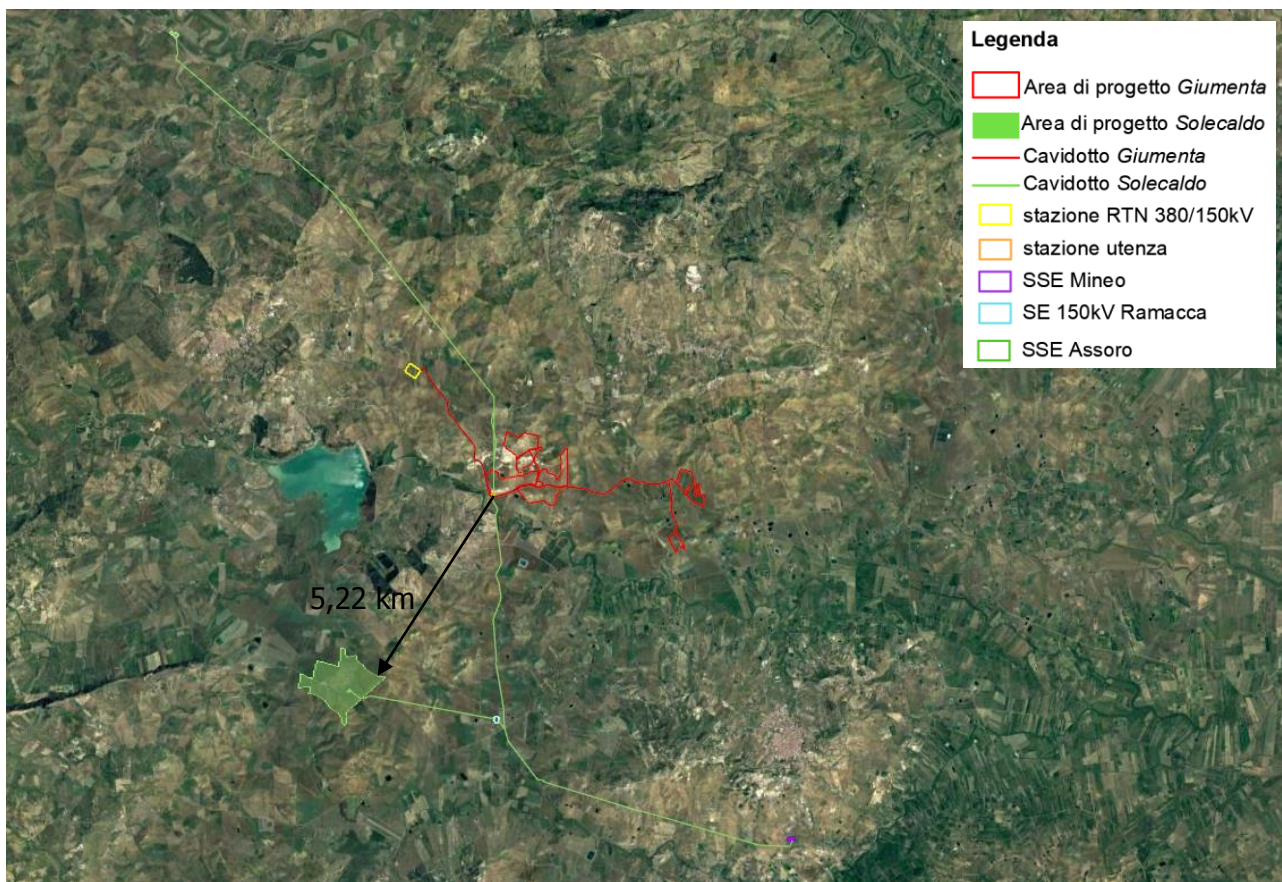 Legenda
Area di progetto Giumenta
Area di progetto Solecaldo
Cavidotto Giumenta
Cavidotto Solecaldo
stazione RTN 380/150kV
stazione utenza
SSE Mineo
SE 150kV Ramacca
SSE Assoro
5,22 km